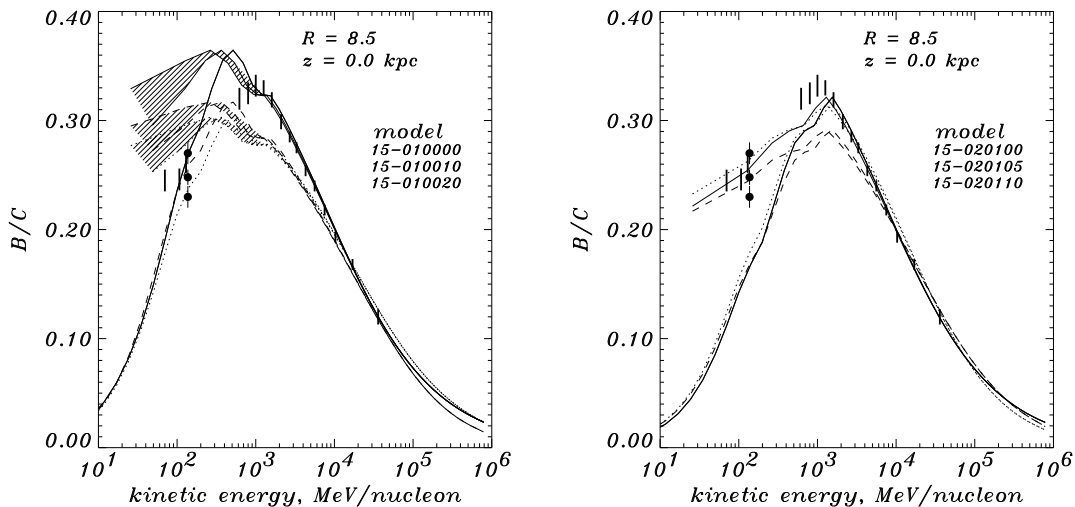 0.40
0.30
0.20
0.10
0.00
B/C
R = 8.5
z = 0.0 kpc
model
15-010000
15-010010
15-010020
10^1 10^2 10^3 10^4 10^5 10^6
kinetic energy, MeV/nucleon
0.40
0.30
0.20
0.10
0.00
B/C
R = 8.5
z = 0.0 kpc
model
15-020100
15-020105
15-020110
10^1 10^2 10^3 10^4 10^5 10^6
kinetic energy, MeV/nucleon